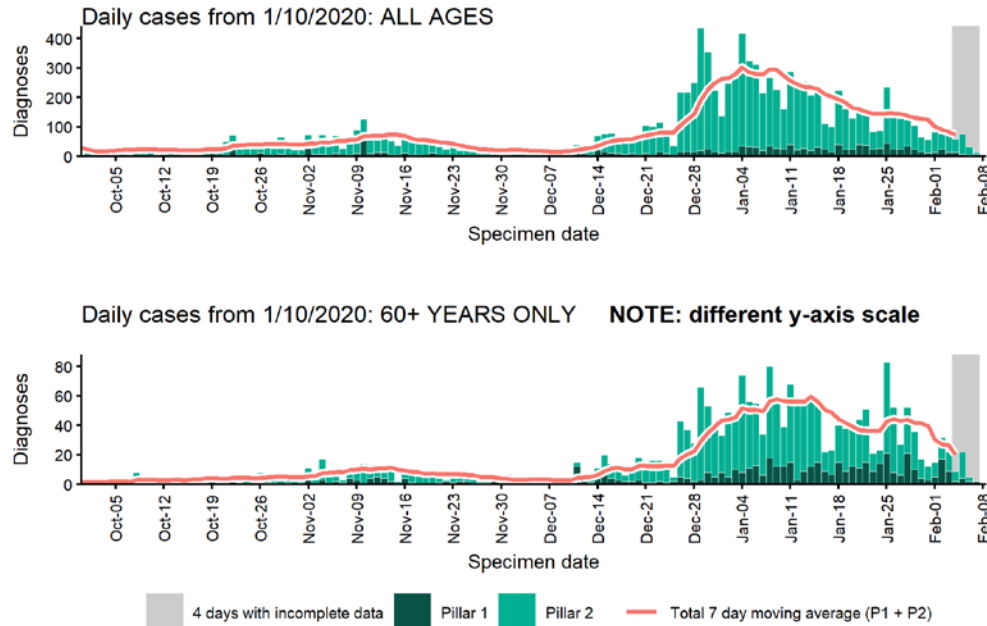 Daily cases from 1/10/2020: ALL AGES
Diagnoses
400
300
200
100
0
Oct-05
Oct-12
Oct-19
Oct-26
Nov-02
Nov-09
Nov-16
Nov-23
Nov-30
Dec-07
Dec-14
Dec-21
Dec-28
Jan-04
Jan-11
Jan-18
Jan-25
Feb-01
Feb-08
Specimen date
Daily cases from 1/10/2020: 60+ YEARS ONLY NOTE: different y-axis scale
Diagnoses
80
60
40
20
0
Oct-05
Oct-12
Oct-19
Oct-26
Nov-02
Nov-09
Nov-16
Nov-23
Nov-30
Dec-07
Dec-14
Dec-21
Dec-28
Jan-04
Jan-11
Jan-18
Jan-25
Feb-01
Feb-08
Specimen date
4 days with incomplete data Pillar 1 Pillar 2 Total 7 day moving average (P1 + P2)